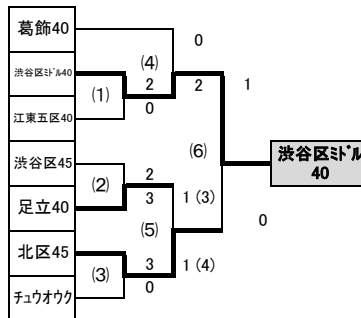 葛飾40
0
(4)
渋谷区ﾐﾄﾞﾙ40
2
2
1
(1)
0
江東五区40
(6)
渋谷区ﾐﾄﾞﾙ
40
渋谷区45
2
(2)
3
1 (3)
足立40
0
(5)
北区45
3
1 (4)
(3)
0
チュウオウク